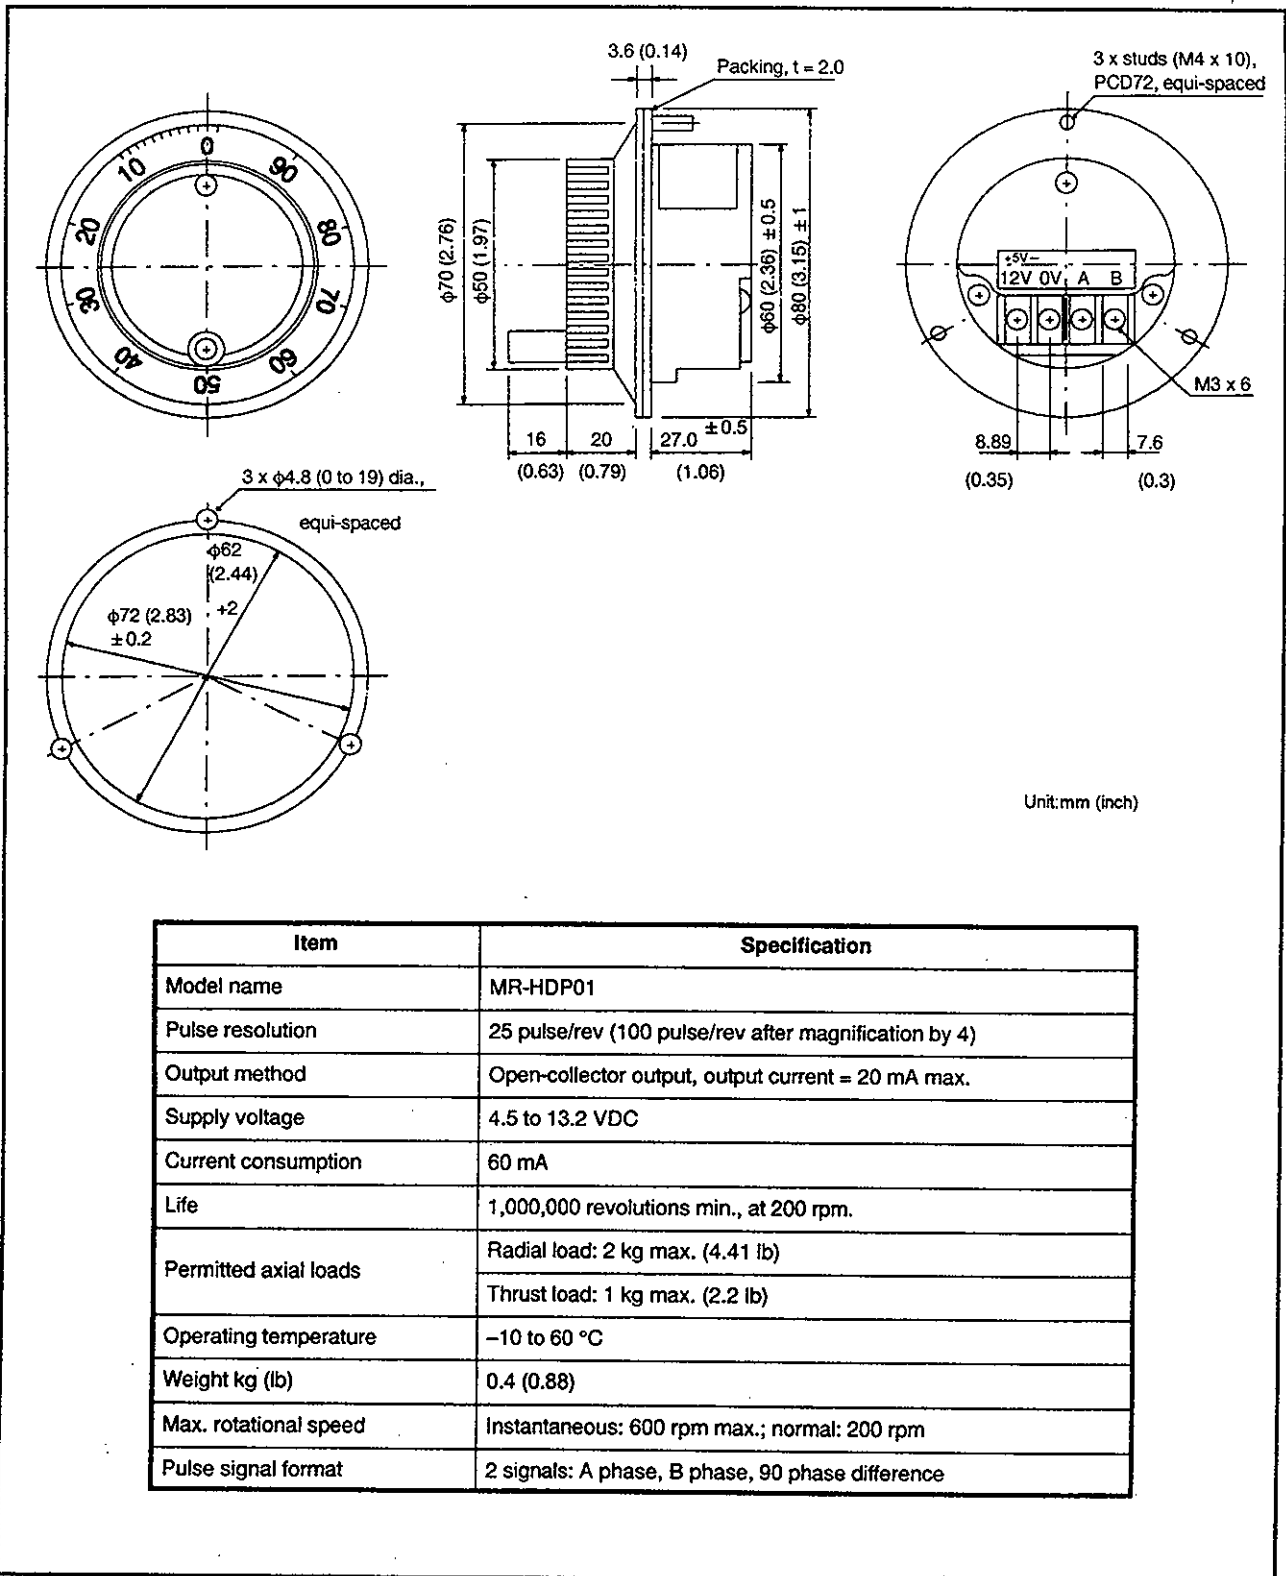 3.6 (0.14)
Packing, t = 2.0
3 x studs (M4 x 10),
PCD72, equi-spaced
0
10
20
30
40
50
60
70
80
90
ϕ70 (2.76)
ϕ50 (1.97)
ϕ60 (2.36) ±0.5
ϕ80 (3.15) ±1
16
(0.63)
20
(0.79)
27.0 ±0.5
(1.06)
+5V–
12V 0V A B
M3 x 6
8.89
(0.35)
7.6
(0.3)
3 x ϕ4.8 (0 to 19) dia.,
equi-spaced
ϕ62
(2.44)
+2
ϕ72 (2.83)
±0.2
Unit:mm (inch)
Item Specification
Model name MR-HDP01
Pulse resolution 25 pulse/rev (100 pulse/rev after magnification by 4)
Output method Open-collector output, output current = 20 mA max.
Supply voltage 4.5 to 13.2 VDC
Current consumption 60 mA
Life 1,000,000 revolutions min., at 200 rpm.
Permitted axial loads Radial load: 2 kg max. (4.41 lb)
Thrust load: 1 kg max. (2.2 lb)
Operating temperature –10 to 60 °C
Weight kg (lb) 0.4 (0.88)
Max. rotational speed Instantaneous: 600 rpm max.; normal: 200 rpm
Pulse signal format 2 signals: A phase, B phase, 90 phase difference